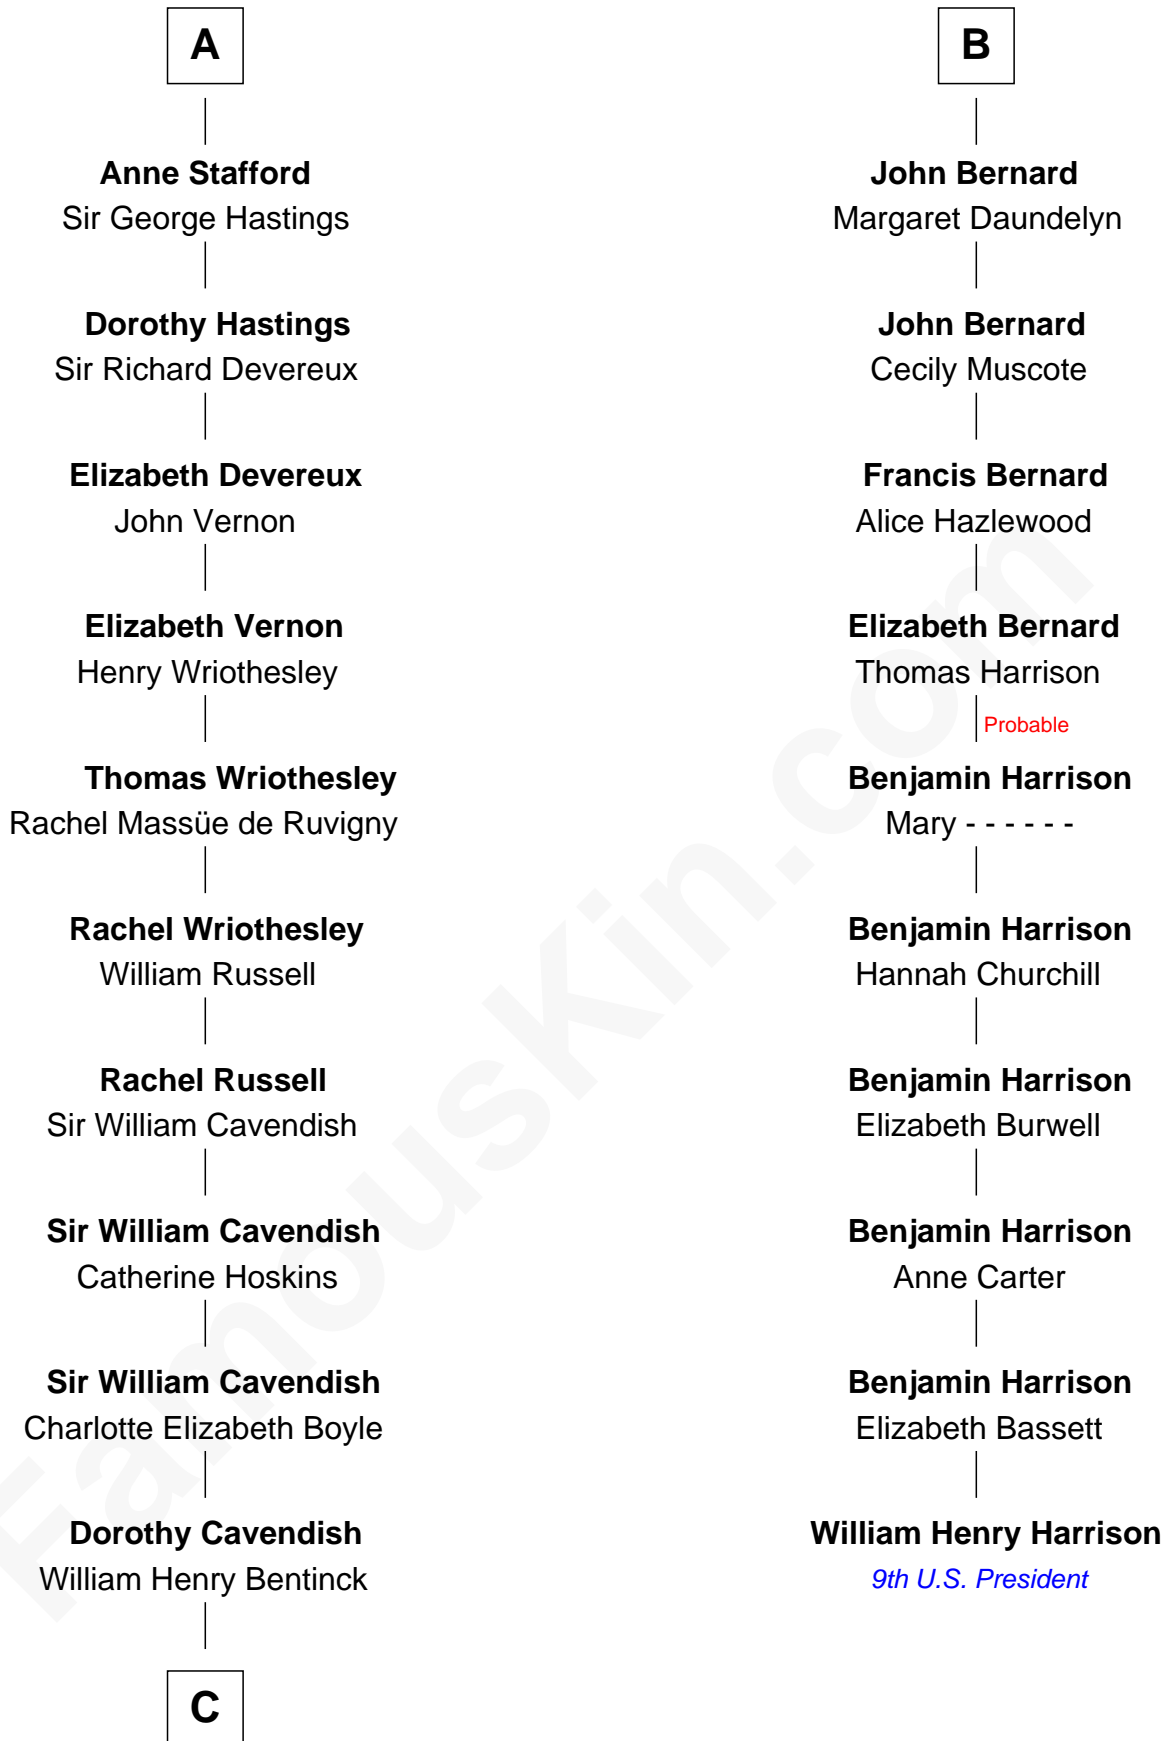 A
Anne Stafford
Sir George Hastings
Dorothy Hastings
Sir Richard Devereux
Elizabeth Devereux
John Vernon
Elizabeth Vernon
Henry Wriothesley
Thomas Wriothesley
Rachel Massüe de Ruvigny
Rachel Wriothesley
William Russell
Rachel Russell
Sir William Cavendish
Sir William Cavendish
Catherine Hoskins
Sir William Cavendish
Charlotte Elizabeth Boyle
Dorothy Cavendish
William Henry Bentinck
C
B
John Bernard
Margaret Daundelyn
John Bernard
Cecily Muscote
Francis Bernard
Alice Hazlewood
Elizabeth Bernard
Thomas Harrison
Probable
Benjamin Harrison
Mary - - - - - -
Benjamin Harrison
Hannah Churchill
Benjamin Harrison
Elizabeth Burwell
Benjamin Harrison
Anne Carter
Benjamin Harrison
Elizabeth Bassett
William Henry Harrison
9th U.S. President
FamousKin.com